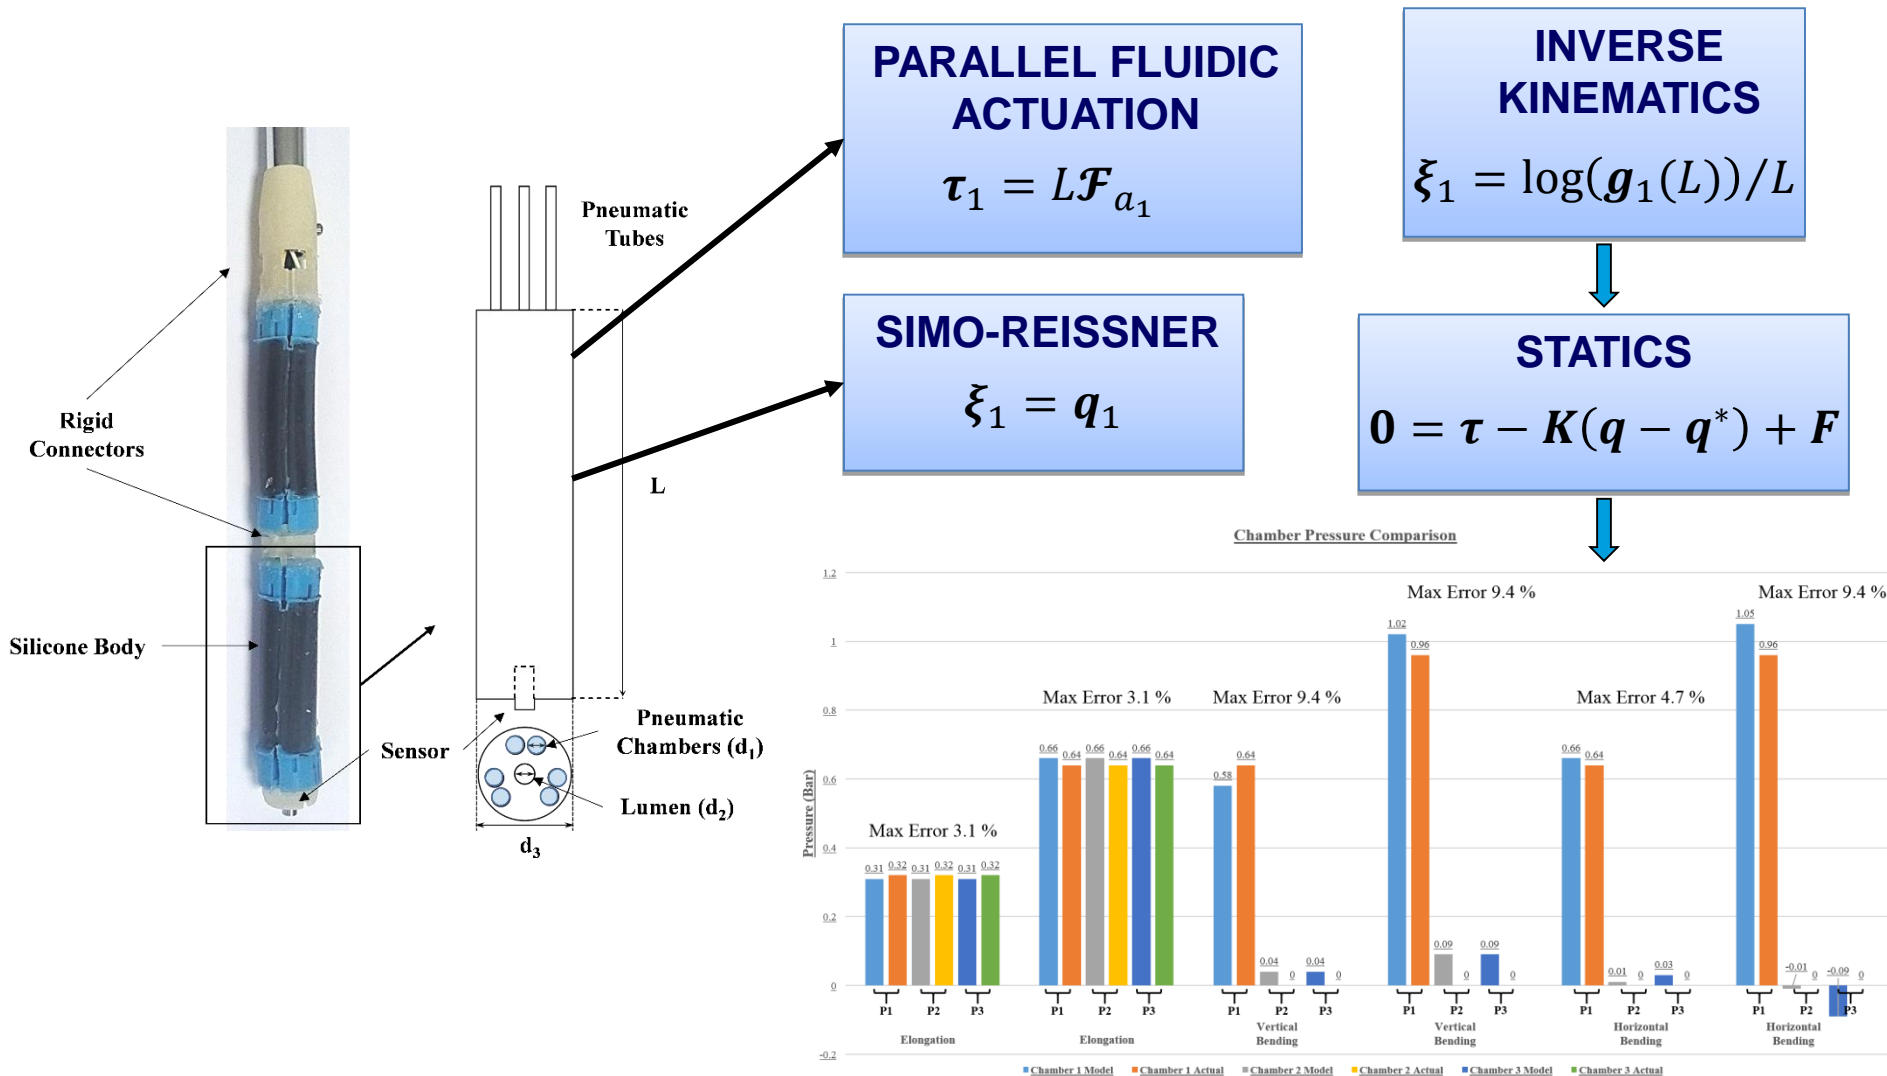 PARALLEL FLUIDIC
ACTUATION
τ₁ = L𝓕ₐ₁
INVERSE
KINEMATICS
ξ₁ = log(g₁(L))/L
SIMO-REISSNER
ξ₁ = q₁
STATICS
0 = τ − K(q − q*) + F
Pneumatic
Tubes
Rigid
Connectors
L
Silicone Body
Sensor
Pneumatic
Chambers (d₁)
Lumen (d₂)
d₃
Chamber Pressure Comparison
Pressure (Bar)
1.2
1
0.8
0.6
0.4
0.2
0
-0.2
Max Error 3.1 %
0.31 0.32 0.31 0.32 0.31 0.32
P1 P2 P3
Elongation
Max Error 3.1 %
0.66 0.64 0.66 0.64 0.66 0.64
P1 P2 P3
Elongation
Max Error 9.4 %
0.58 0.64 0.04 0 0.04 0
P1 P2 P3
Vertical
Bending
Max Error 9.4 %
1.02 0.96 0.09 0 0.09 0
P1 P2 P3
Vertical
Bending
Max Error 4.7 %
0.66 0.64 0.01 0 0.03 0
P1 P2 P3
Horizontal
Bending
Max Error 9.4 %
1.05 0.96 -0.01 0 -0.09 0
P1 P2 P3
Horizontal
Bending
Chamber 1 Model Chamber 1 Actual Chamber 2 Model Chamber 2 Actual Chamber 3 Model Chamber 3 Actual